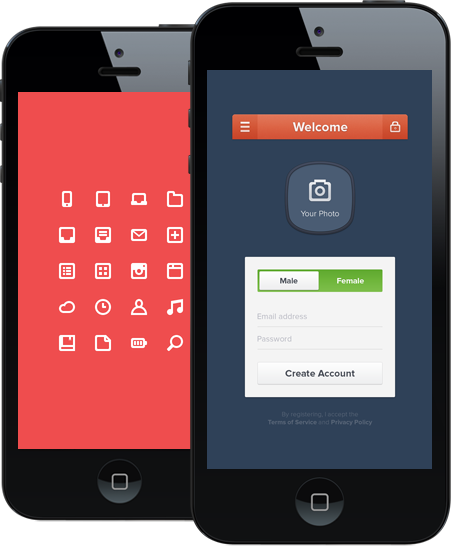 Welcome
Your Photo
Male
Female
Email address
Password
Create Account
By registering, I accept the
Terms of Service and Privacy Policy